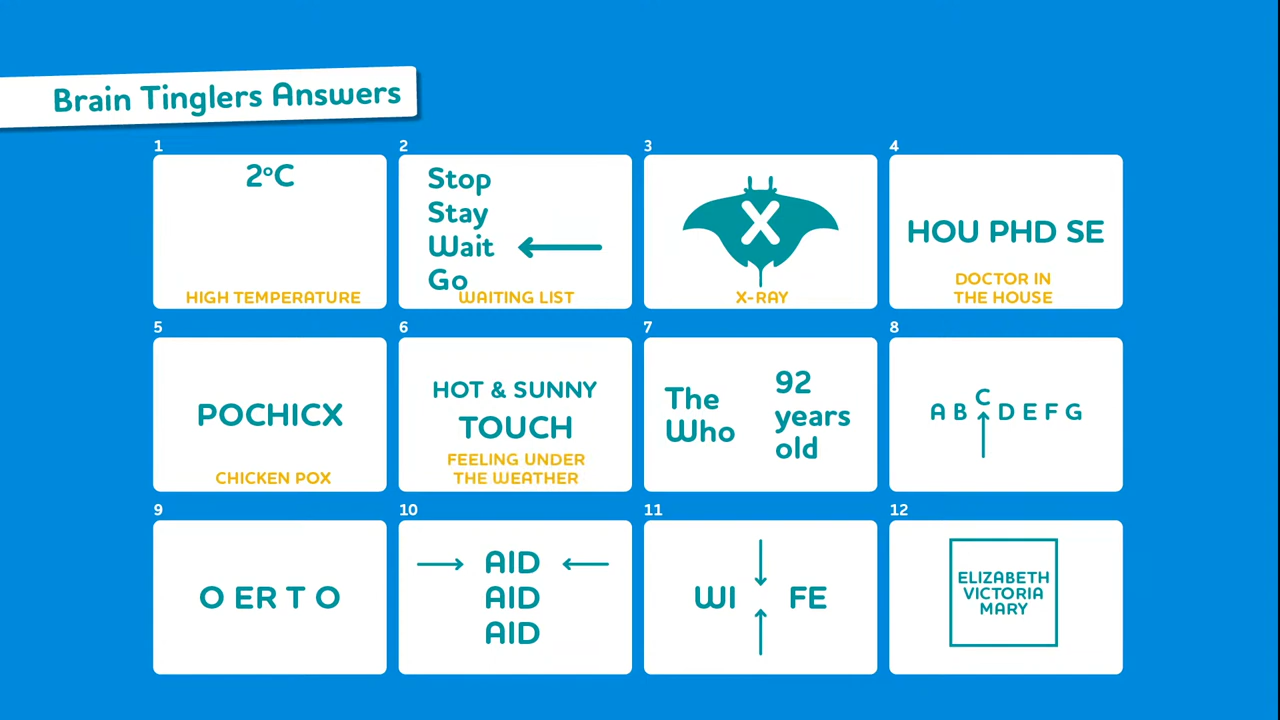 Brain Tinglers Answers
1
2°C
HIGH TEMPERATURE
2
Stop
Stay
Wait
Go
WAITING LIST
3
X
X-RAY
4
HOU PHD SE
DOCTOR IN
THE HOUSE
5
POCHICX
CHICKEN POX
6
HOT & SUNNY
TOUCH
FEELING UNDER
THE WEATHER
7
The
Who
92
years
old
8
A B C D E F G
9
O ER T O
10
AID
AID
AID
11
WI FE
12
ELIZABETH
VICTORIA
MARY